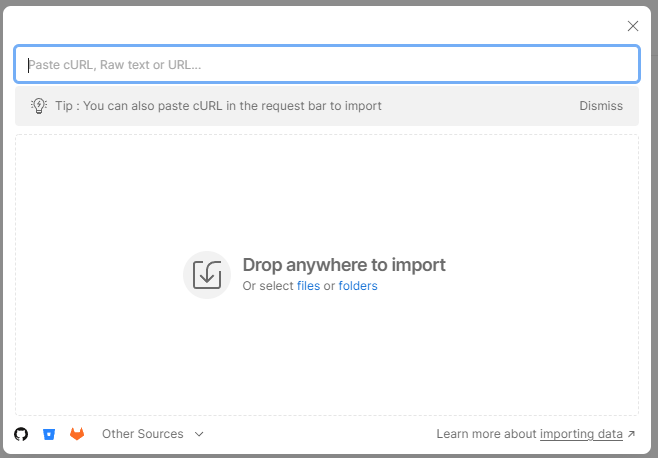 Paste cURL, Raw text or URL...
Tip : You can also paste cURL in the request bar to import Dismiss
Drop anywhere to import
Or select files or folders
Other Sources Learn more about importing data